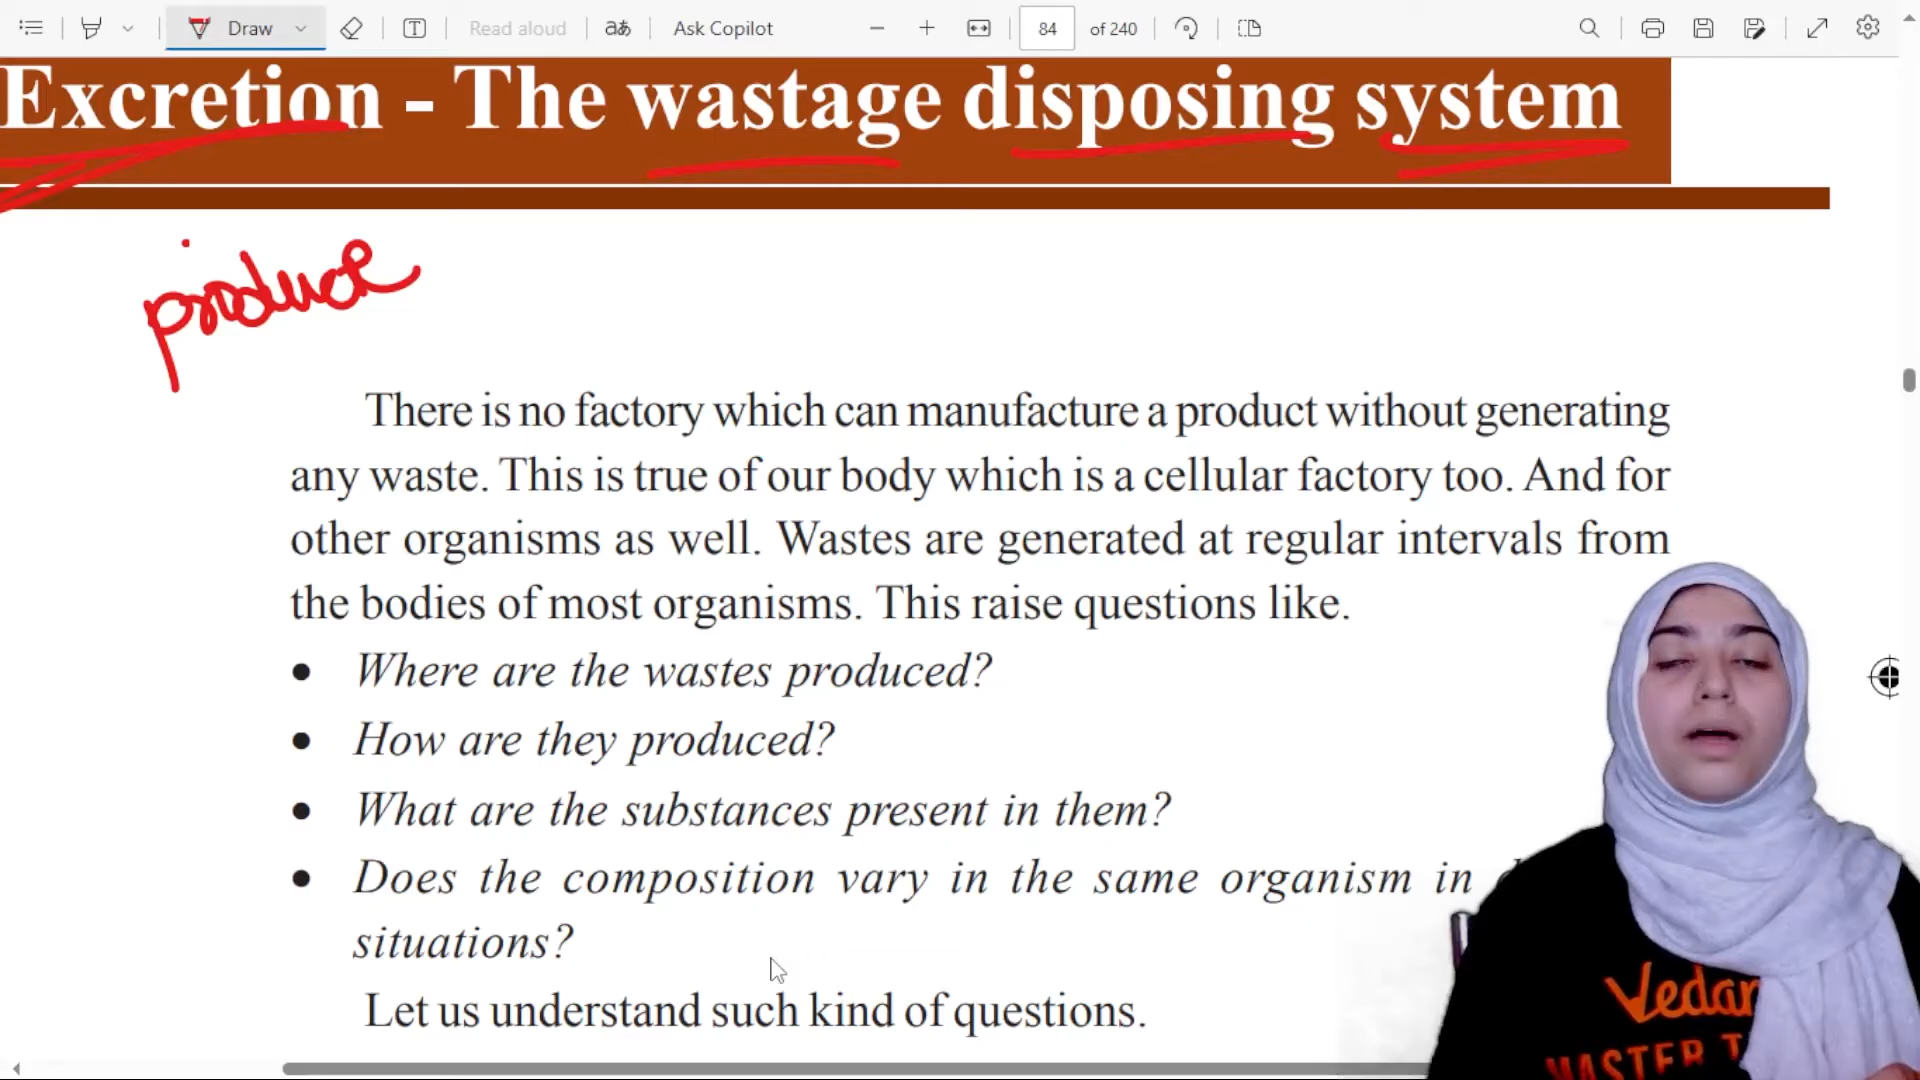 Draw
Read aloud
Ask Copilot
84
of 240
Excretion - The wastage disposing system
produce
There is no factory which can manufacture a product without generating
any waste. This is true of our body which is a cellular factory too. And for
other organisms as well. Wastes are generated at regular intervals from
the bodies of most organisms. This raise questions like.
• Where are the wastes produced?
• How are they produced?
• What are the substances present in them?
• Does the composition vary in the same organism in
situations?
Let us understand such kind of questions.
Vedan
MASTER T